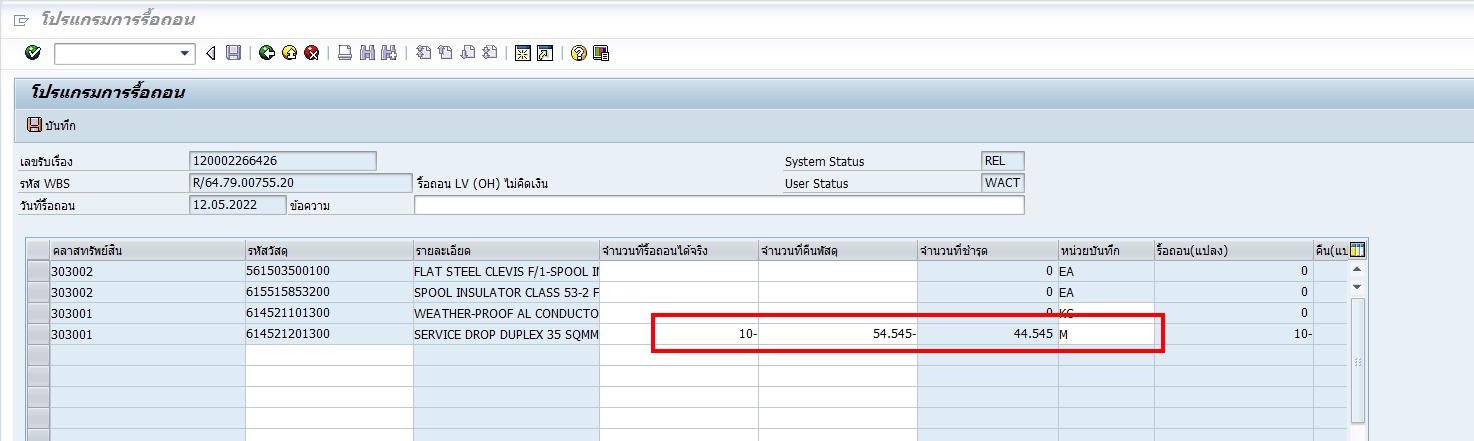 โปรแกรมการรื้อถอน
โปรแกรมการรื้อถอน
บันทึก
เลขรับเรื่อง 120002266426 System Status REL
รหัส WBS R/64.79.00755.20 รื้อถอน LV (OH) ไม่คิดเงิน User Status WACT
วันที่รื้อถอน 12.05.2022 ข้อความ
คลาสทรัพย์สิน รหัสวัสดุ รายละเอียด จำนวนที่รื้อถอนได้จริง จำนวนที่คืนพัสดุ จำนวนที่ชำรุด หน่วยบันทึก รื้อถอน(แปลง) คืน(แป
303002 561503500100 FLAT STEEL CLEVIS F/1-SPOOL IN 0 EA 0
303002 615515853200 SPOOL INSULATOR CLASS 53-2 F 0 EA 0
303001 614521101300 WEATHER-PROOF AL CONDUCTO 0 KG 0
303001 614521201300 SERVICE DROP DUPLEX 35 SQMM 10- 54.545- 44.545 M 10-